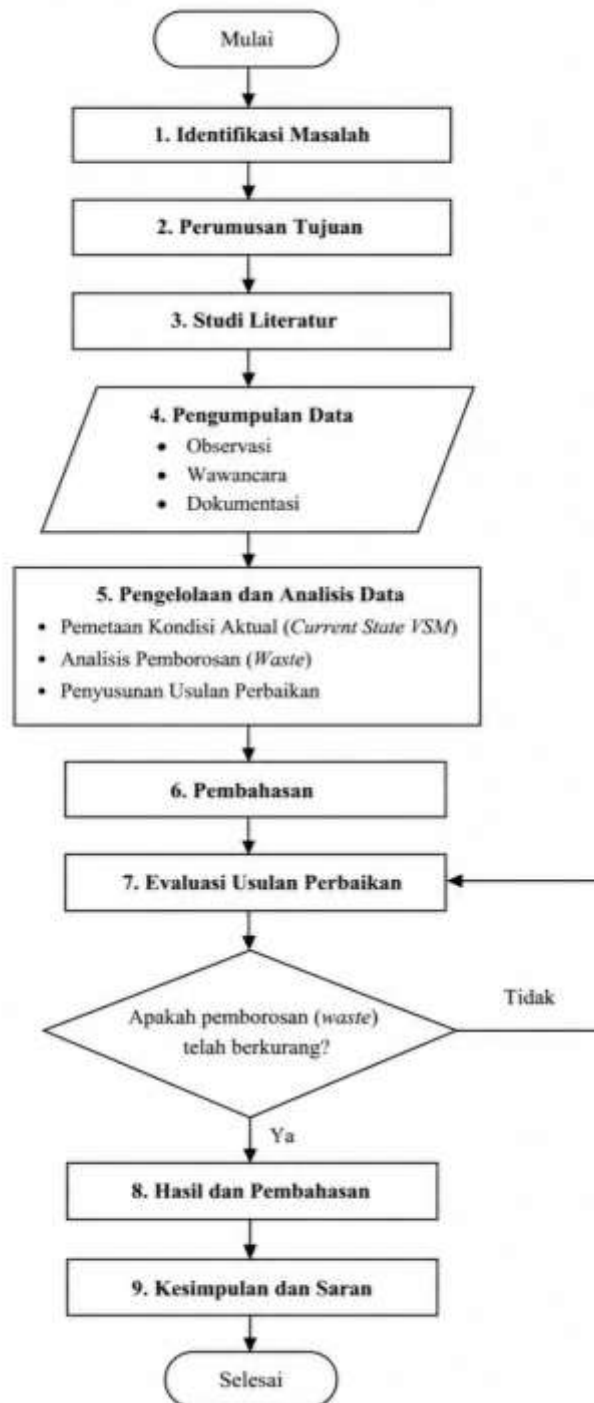 Mulai
1. Identifikasi Masalah
2. Perumusan Tujuan
3. Studi Literatur
4. Pengumpulan Data
• Observasi
• Wawancara
• Dokumentasi
5. Pengelolaan dan Analisis Data
• Pemetaan Kondisi Aktual (Current State VSM)
• Analisis Pemborosan (Waste)
• Penyusunan Usulan Perbaikan
6. Pembahasan
7. Evaluasi Usulan Perbaikan
Apakah pemborosan (waste)
telah berkurang?
Tidak
Ya
8. Hasil dan Pembahasan
9. Kesimpulan dan Saran
Selesai